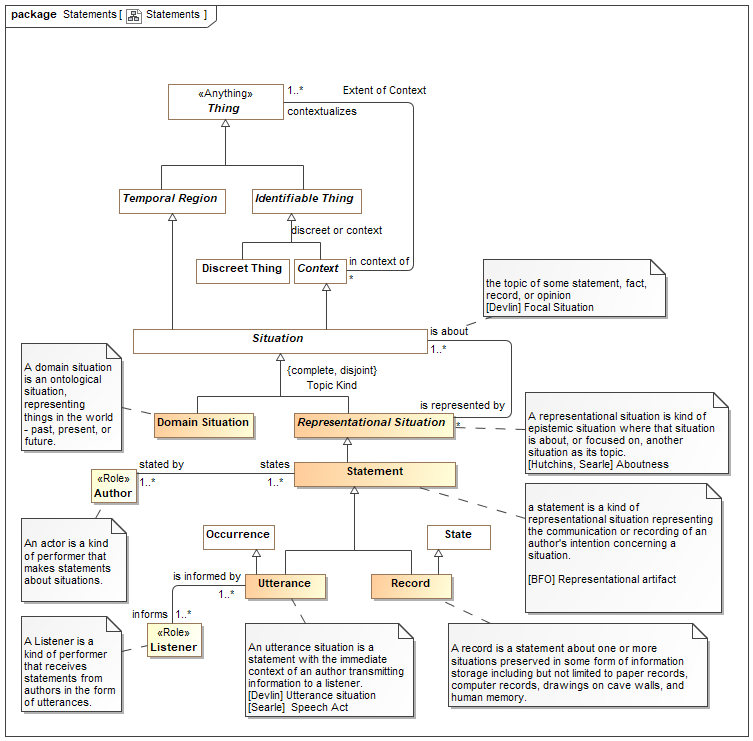 package Statements [ Statements ]
«Anything»
Thing
1..*
Extent of Context
contextualizes
Temporal Region
Identifiable Thing
discreet or context
Discreet Thing
Context
in context of
*
the topic of some statement, fact,
record, or opinion
[Devlin] Focal Situation
Situation
is about
1..*
{complete, disjoint}
Topic Kind
A domain situation
is an ontological
situation,
representing
things in the world
- past, present, or
future.
is represented by
*
Domain Situation
Representational Situation
A representational situation is kind of
epistemic situation where that situation
is about, or focused on, another
situation as its topic.
[Hutchins, Searle] Aboutness
stated by
states
Statement
«Role»
Author
1..*
1..*
a statement is a kind of
representational situation representing
the communication or recording of an
author's intention concerning a
situation.
[BFO] Representational artifact
An actor is a kind
of performer that
makes statements
about situations.
Occurrence
State
is informed by
1..*
Utterance
Record
informs
1..*
«Role»
Listener
A Listener is a
kind of performer
that receives
statements from
authors in the form
of utterances.
An utterance situation is a
statement with the immediate
context of an author transmitting
information to a listener.
[Devlin] Utterance situation
[Searle] Speech Act
A record is a statement about one or more
situations preserved in some form of information
storage including but not limited to paper records,
computer records, drawings on cave walls, and
human memory.